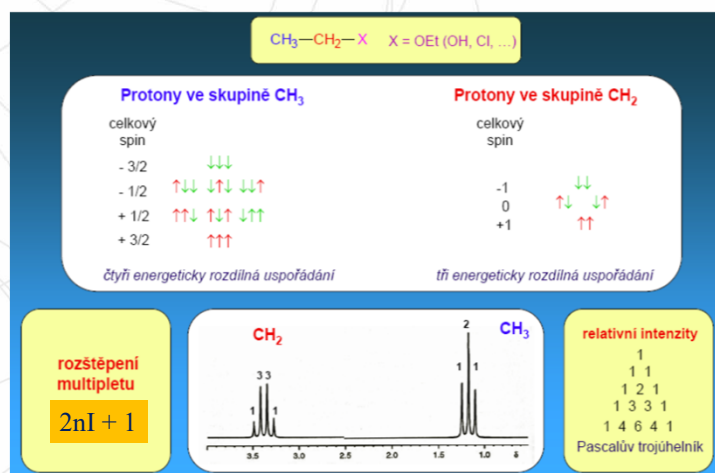 CH3—CH2—X X = OEt (OH, Cl, ...)
Protony ve skupině CH3
celkový
spin
- 3/2 ↓↓↓
- 1/2 ↑↓↓ ↓↑↓ ↓↓↑
+ 1/2 ↑↑↓ ↑↓↑ ↓↑↑
+ 3/2 ↑↑↑
čtyři energeticky rozdílná uspořádání
Protony ve skupině CH2
celkový
spin
-1 ↓↓
0 ↑↓ ↓↑
+1 ↑↑
tři energeticky rozdílná uspořádání
rozštěpení
multipletu
2nI + 1
CH2
3 3
1 1
CH3
2
1 1
3.5 3.0 2.5 2.0 1.5 1.0 δ
relativní intenzity
1
1 1
1 2 1
1 3 3 1
1 4 6 4 1
Pascalův trojúhelník